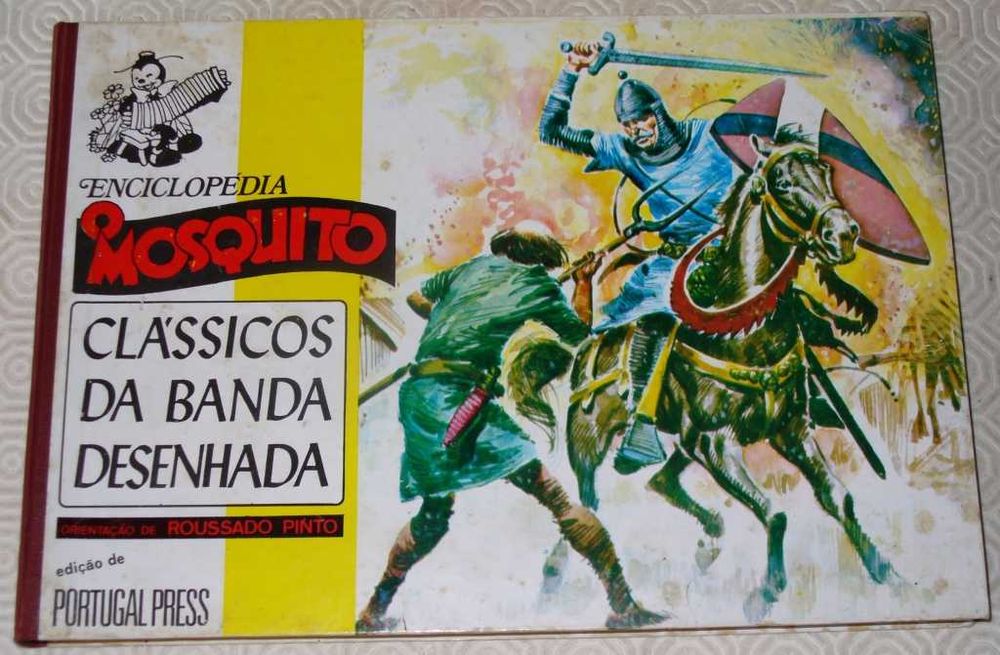 ENCICLOPÉDIA
O MOSQUITO
CLÁSSICOS
DA BANDA
DESENHADA
ORIENTAÇÃO DE ROUSSADO PINTO
edição de
PORTUGAL PRESS